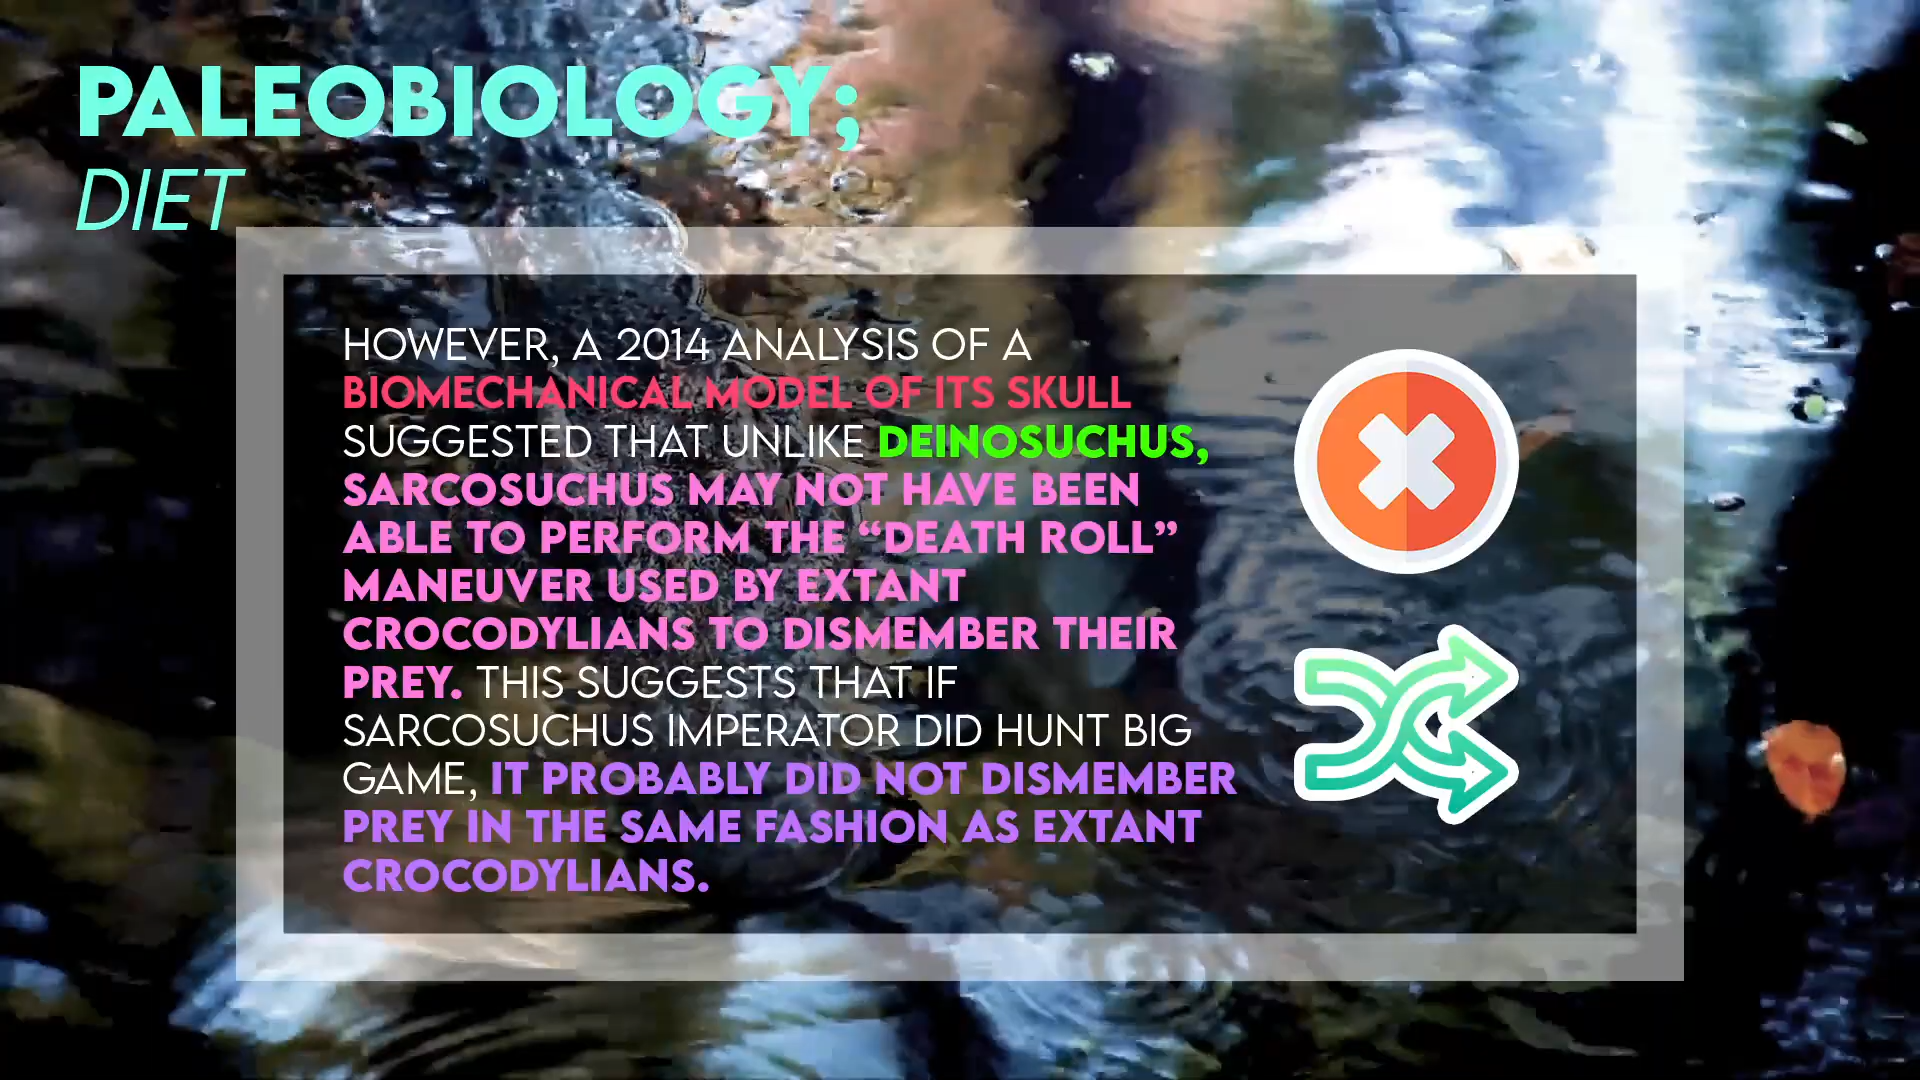 PALEOBIOLOGY;
DIET
HOWEVER, A 2014 ANALYSIS OF A
BIOMECHANICAL MODEL OF ITS SKULL
SUGGESTED THAT UNLIKE DEINOSUCHUS,
SARCOSUCHUS MAY NOT HAVE BEEN
ABLE TO PERFORM THE “DEATH ROLL”
MANEUVER USED BY EXTANT
CROCODYLIANS TO DISMEMBER THEIR
PREY. THIS SUGGESTS THAT IF
SARCOSUCHUS IMPERATOR DID HUNT BIG
GAME, IT PROBABLY DID NOT DISMEMBER
PREY IN THE SAME FASHION AS EXTANT
CROCODYLIANS.